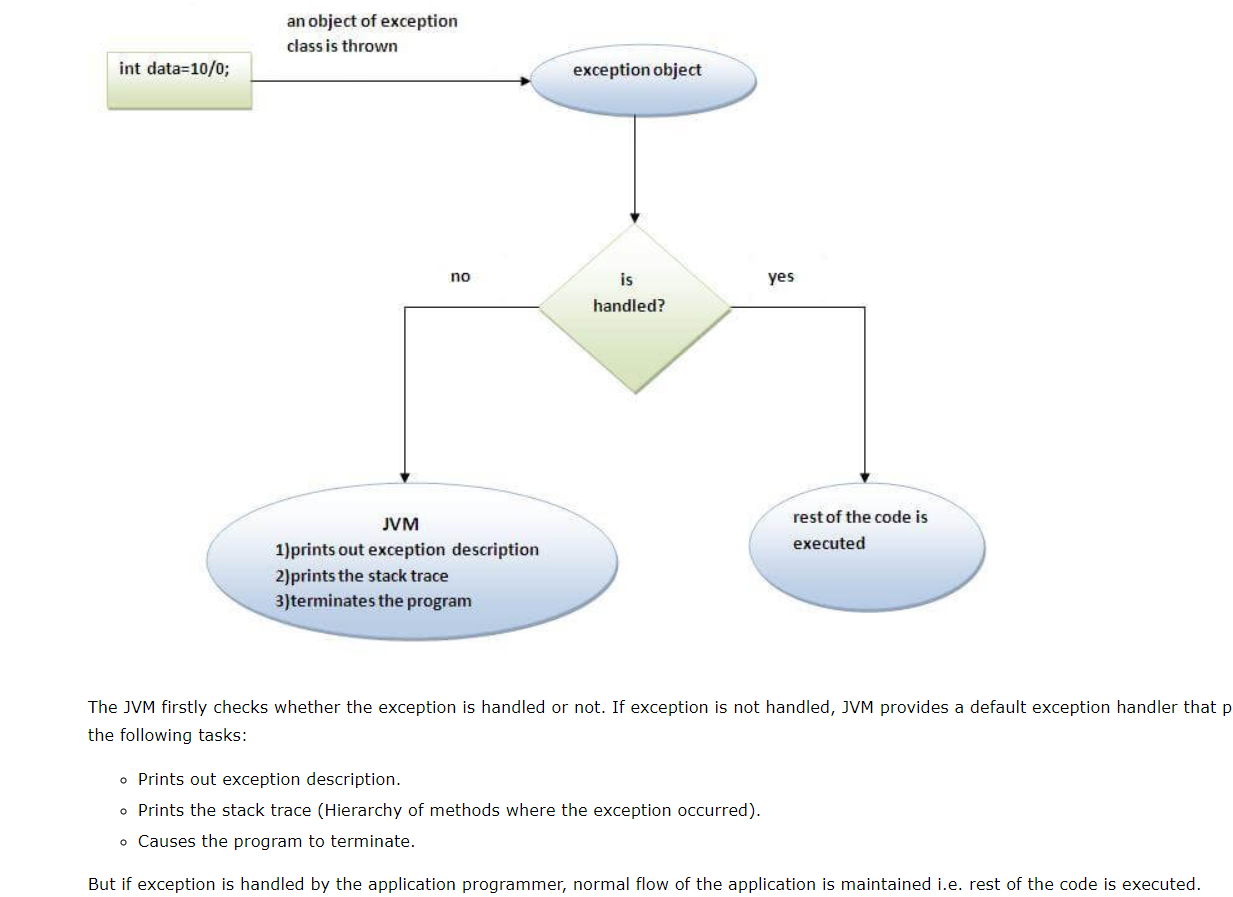 an object of exception
class is thrown
int data=10/0;
exception object
no
is
handled?
yes
JVM
1)prints out exception description
2)prints the stack trace
3)terminates the program
rest of the code is
executed
The JVM firstly checks whether the exception is handled or not. If exception is not handled, JVM provides a default exception handler that
the following tasks:
Prints out exception description.
Prints the stack trace (Hierarchy of methods where the exception occurred).
Causes the program to terminate.
But if exception is handled by the application programmer, normal flow of the application is maintained i.e. rest of the code is executed.